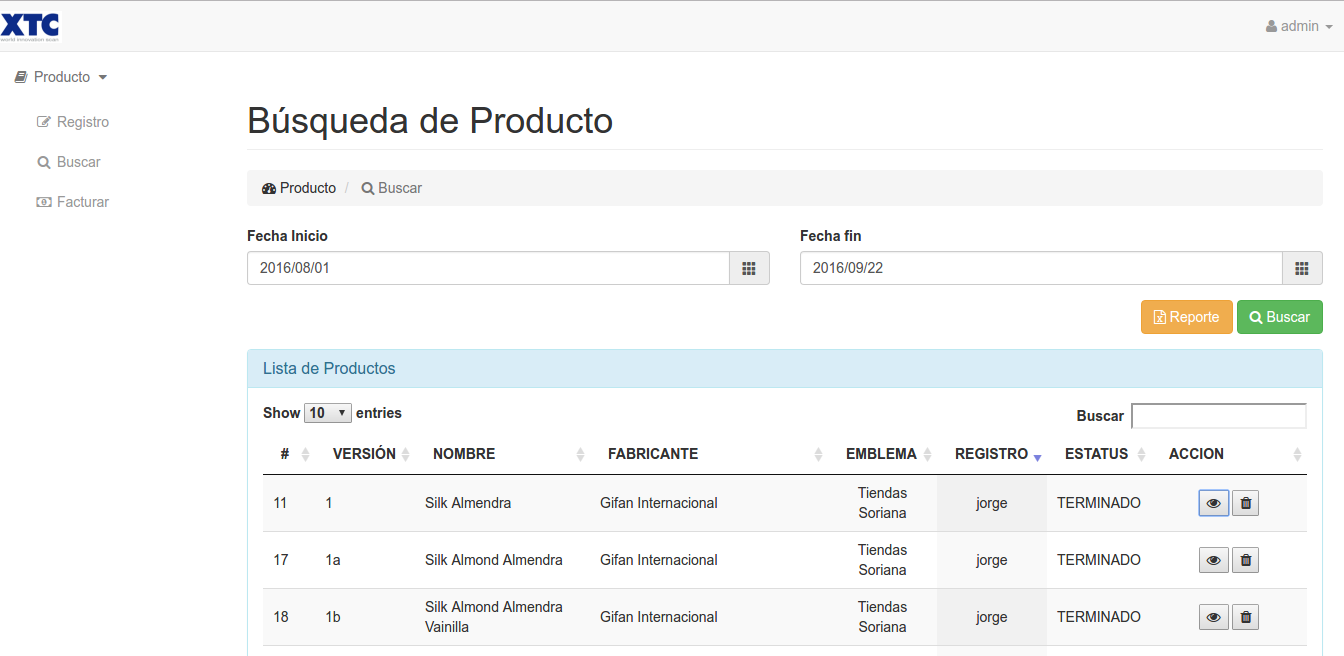 XTC
admin
Producto
Registro
Buscar
Facturar
Búsqueda de Producto
Producto / Buscar
Fecha Inicio
Fecha fin
2016/08/01
2016/09/22
Reporte
Buscar
Lista de Productos
Show 10 entries
Buscar
# VERSIÓN NOMBRE FABRICANTE EMBLEMA REGISTRO ESTATUS ACCION
11 1 Silk Almendra Gifan Internacional Tiendas Soriana jorge TERMINADO
17 1a Silk Almond Almendra Gifan Internacional Tiendas Soriana jorge TERMINADO
18 1b Silk Almond Almendra Vainilla Gifan Internacional Tiendas Soriana jorge TERMINADO